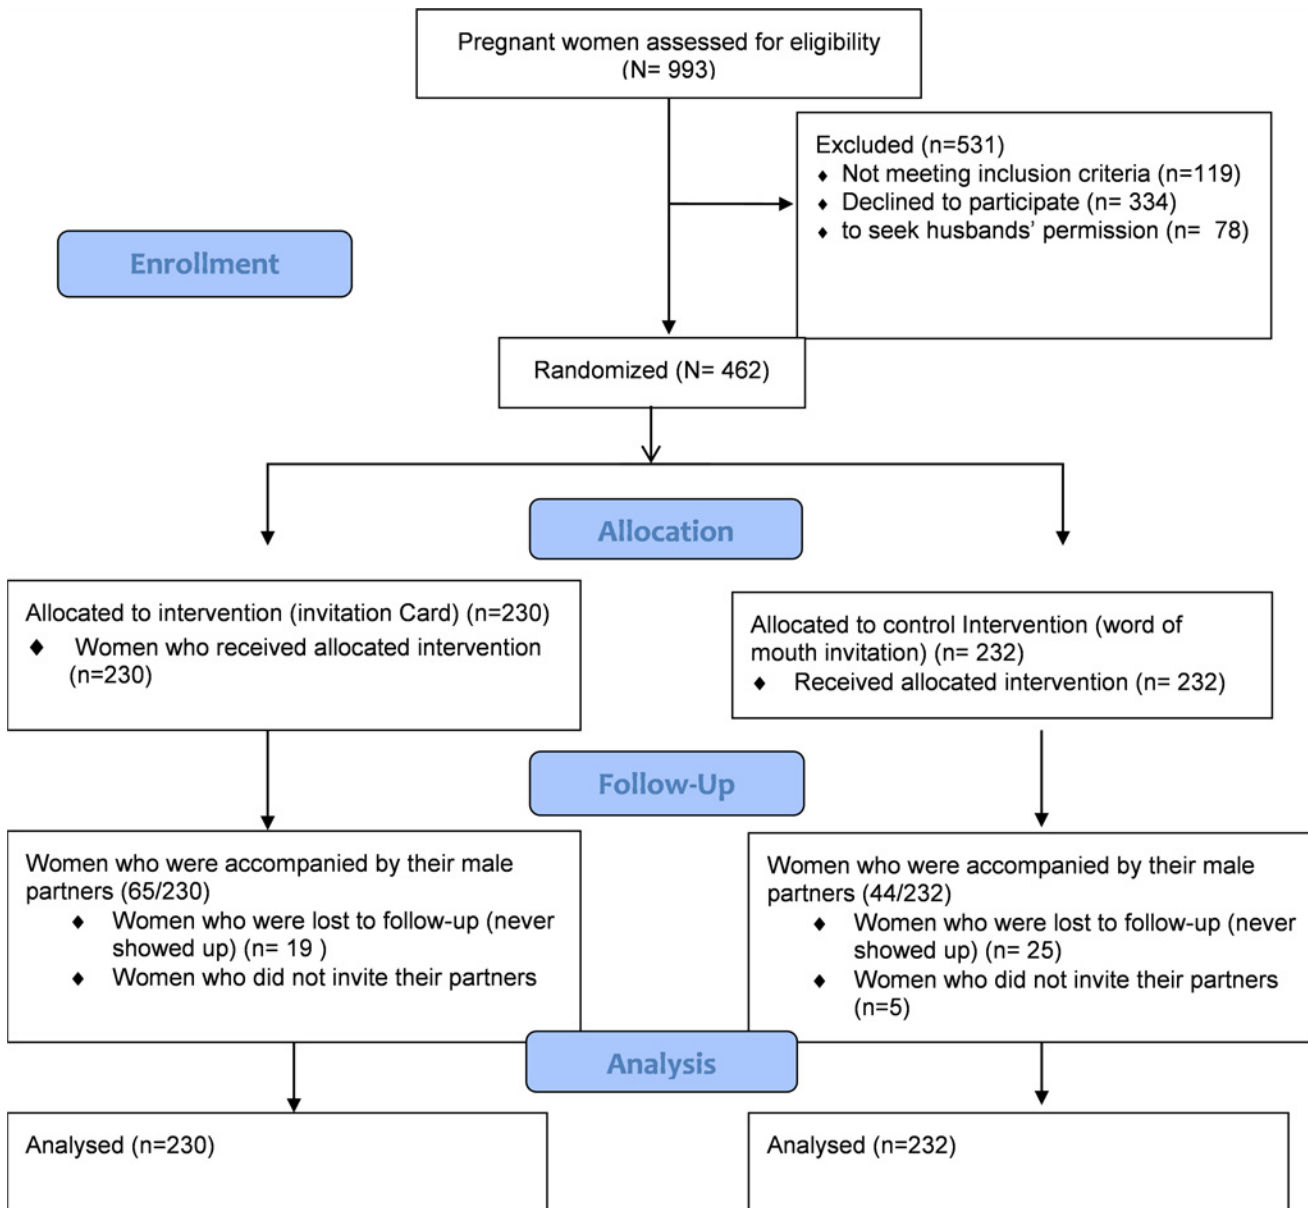 Pregnant women assessed for eligibility
(N= 993)
Excluded (n=531)
♦ Not meeting inclusion criteria (n=119)
♦ Declined to participate (n= 334)
♦ to seek husbands’ permission (n=  78)
Enrollment
Randomized (N= 462)
Allocation
Allocated to intervention (invitation Card) (n=230)
♦ Women who received allocated intervention
(n=230)
Allocated to control Intervention (word of
mouth invitation) (n= 232)
♦ Received allocated intervention (n= 232)
Follow-Up
Women who were accompanied by their male
partners (65/230)
♦ Women who were lost to follow-up (never
showed up) (n= 19 )
♦ Women who did not invite their partners
Women who were accompanied by their male
partners (44/232)
♦ Women who were lost to follow-up (never
showed up) (n= 25)
♦ Women who did not invite their partners
(n=5)
Analysis
Analysed (n=230)
Analysed (n=232)